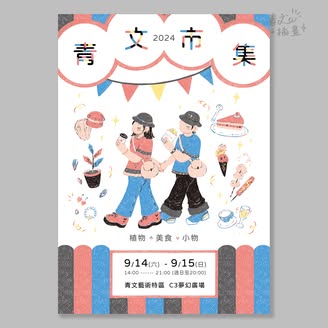 2024
青文市集
植物 • 美食 • 小物
9/14(六) - 9/15(日)
14:00 ······ 21:00 (週日至20:00)
青文藝術特區 C3夢幻廣場